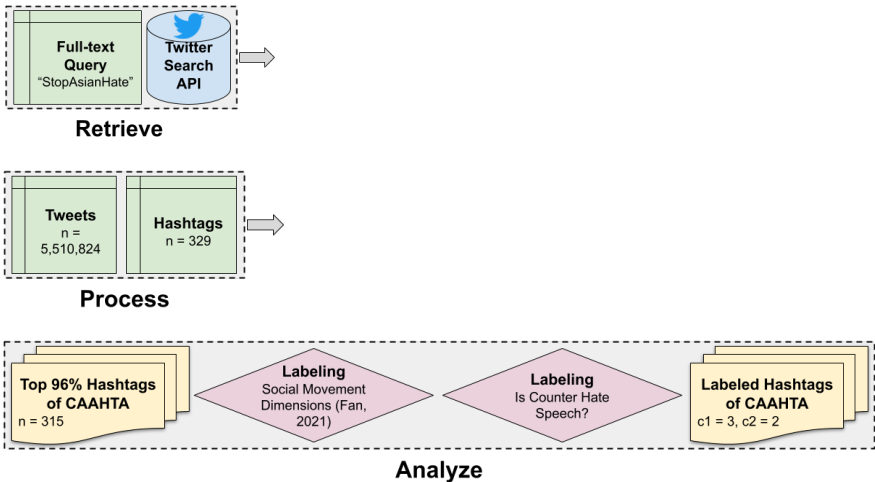 Full-text
Query
“StopAsianHate”
Twitter
Search
API
Retrieve
Tweets
n =
5,510,824
Hashtags
n = 329
Process
Top 96% Hashtags
of CAAHTA
n = 315
Labeling
Social Movement
Dimensions (Fan,
2021)
Labeling
Is Counter Hate
Speech?
Labeled Hashtags
of CAAHTA
c1 = 3, c2 = 2
Analyze